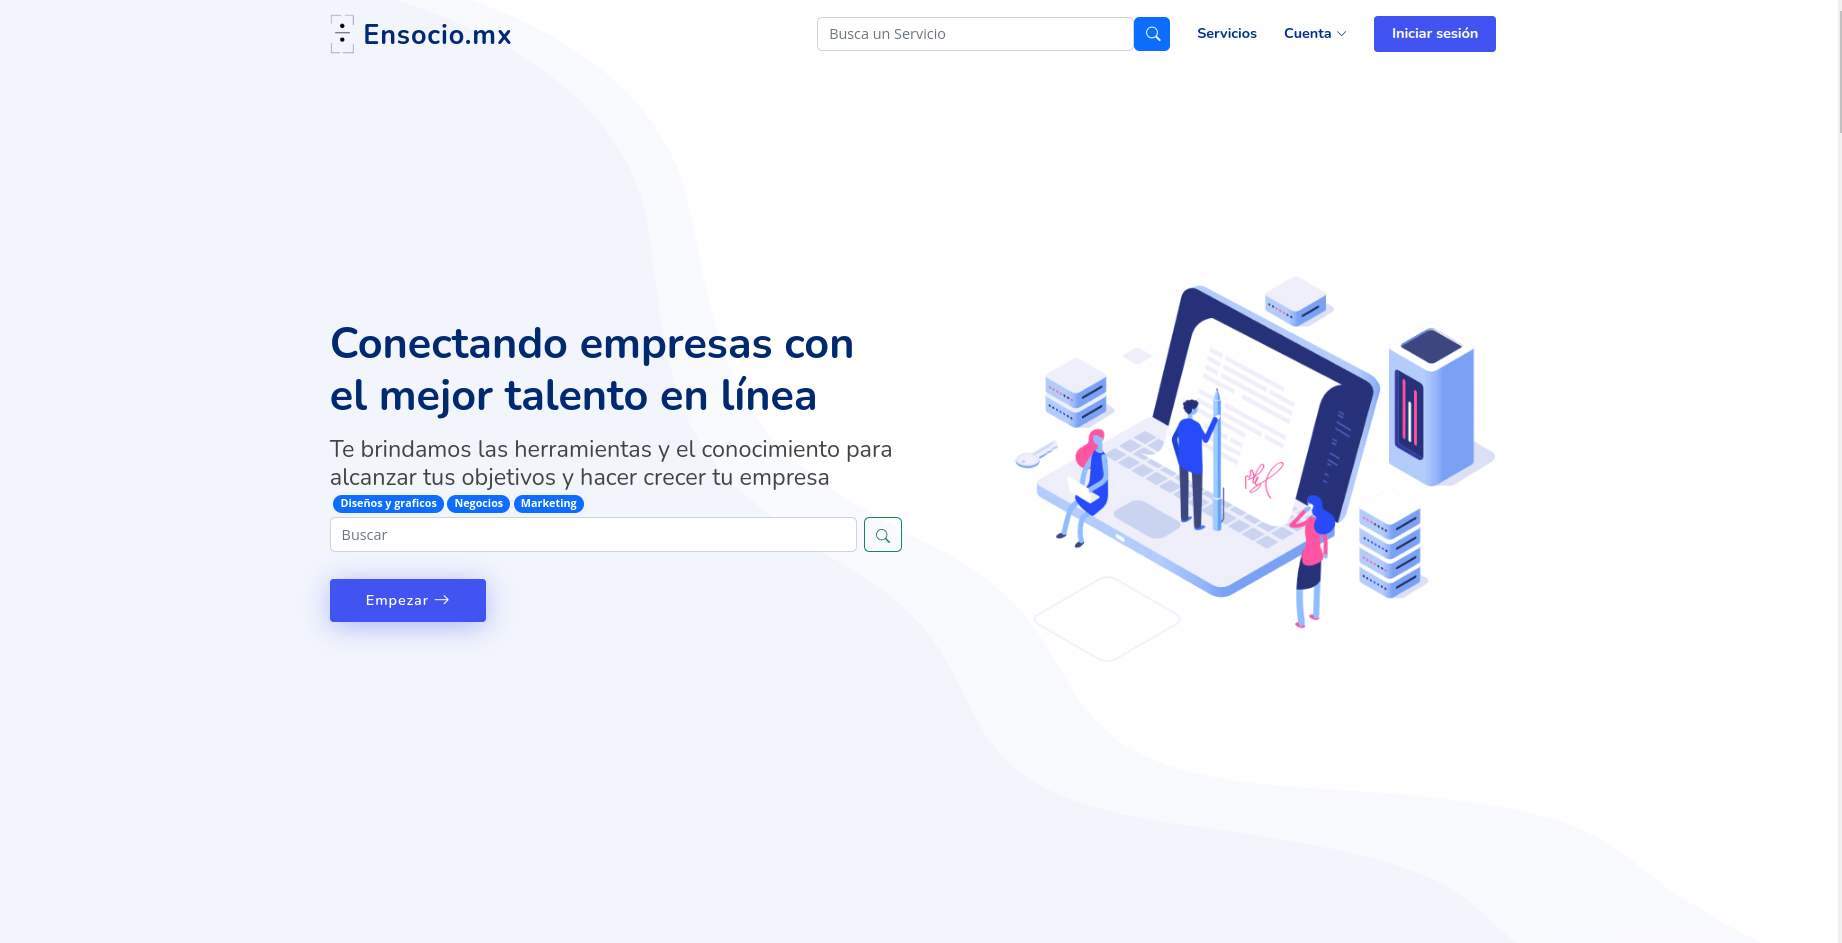 Ensocio.mx
Busca un Servicio
Servicios
Cuenta
Iniciar sesión
Conectando empresas con
el mejor talento en línea
Te brindamos las herramientas y el conocimiento para
alcanzar tus objetivos y hacer crecer tu empresa
Diseños y graficos Negocios Marketing
Buscar
Empezar →